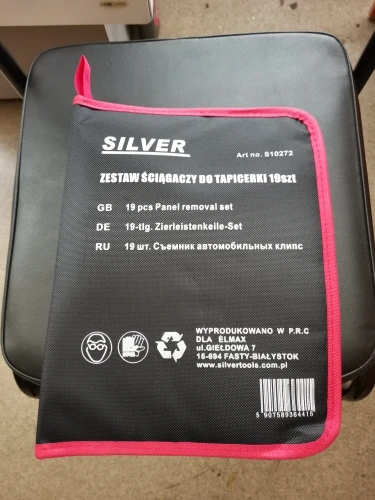 SILVER
Art no. S10272
ZESTAW ŚCIĄGACZY DO TAPICERKI 19szt
GB 19 pcs Panel removal set
DE 19-tlg. Zierleistenkeile-Set
RU 19 шт. Съемник автомобильных клипс
WYPRODUKOWANO W P.R.C
DLA ELMAX
ul.GIEŁDOWA 7
15-694 FASTY-BIAŁYSTOK
www.silvertools.com.pl
5 907589364415